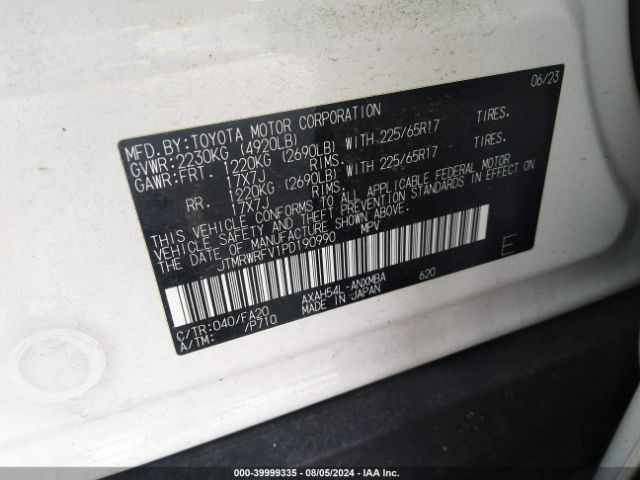 06/23
MFD. BY: TOYOTA MOTOR CORPORATION
GVWR: 2230KG (4920LB)
GAWR: FRT. 1220KG (2690LB) WITH 225/65R17 TIRES.
17X7J RIMS.
RR. 1220KG (2690LB) WITH 225/65R17 TIRES.
17X7J RIMS.
THIS VEHICLE CONFORMS TO ALL APPLICABLE FEDERAL MOTOR
VEHICLE SAFETY AND THEFT PREVENTION STANDARDS IN EFFECT
ON THE DATE OF MANUFACTURE SHOWN ABOVE.
JTMRWRFV1PD190990 MPV
E
C/TR: 040/FA20 AXAH54L-ANXMBA 620
A/TM: /P710 MADE IN JAPAN
000-39999335 - 08/05/2024 - IAA